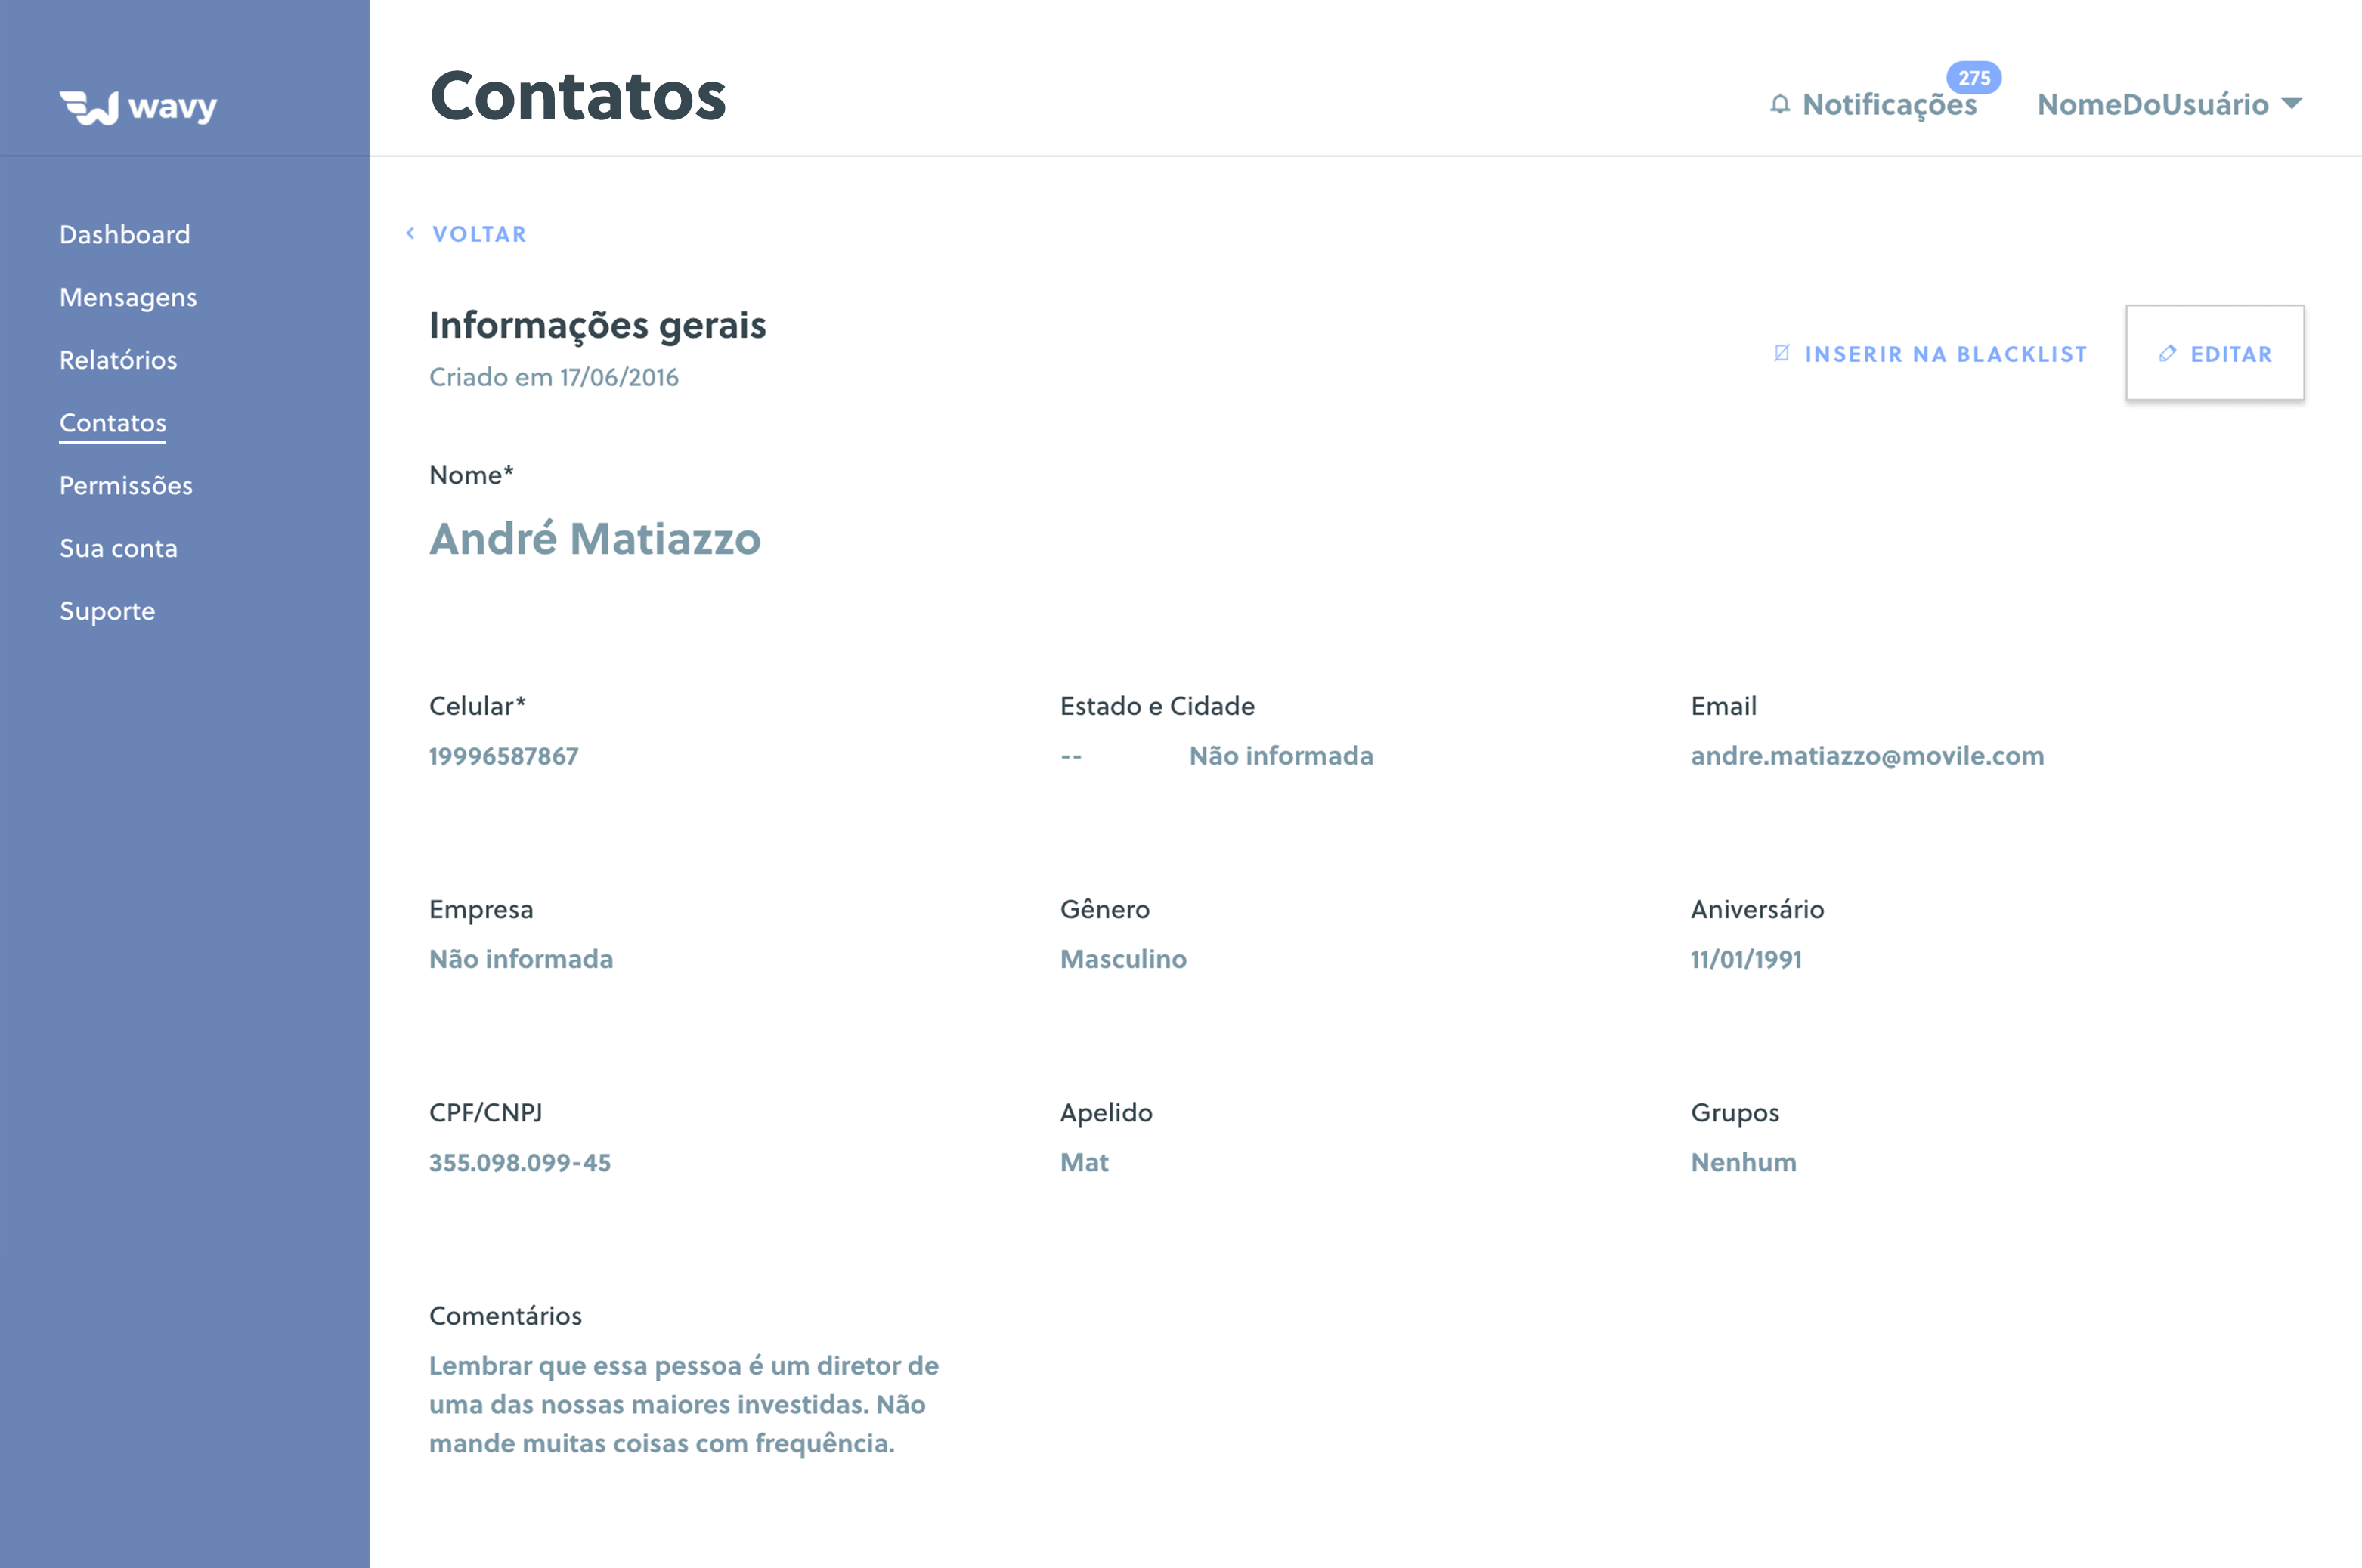 wavy
Contatos
Notificações 275
NomeDoUsuário
Dashboard
Mensagens
Relatórios
Contatos
Permissões
Sua conta
Suporte
VOLTAR
Informações gerais
Criado em 17/06/2016
INSERIR NA BLACKLIST
EDITAR
Nome*
André Matiazzo
Celular*
19996587867
Estado e Cidade
-- Não informada
Email
andre.matiazzo@movile.com
Empresa
Não informada
Gênero
Masculino
Aniversário
11/01/1991
CPF/CNPJ
355.098.099-45
Apelido
Mat
Grupos
Nenhum
Comentários
Lembrar que essa pessoa é um diretor de
uma das nossas maiores investidas. Não
mande muitas coisas com frequência.